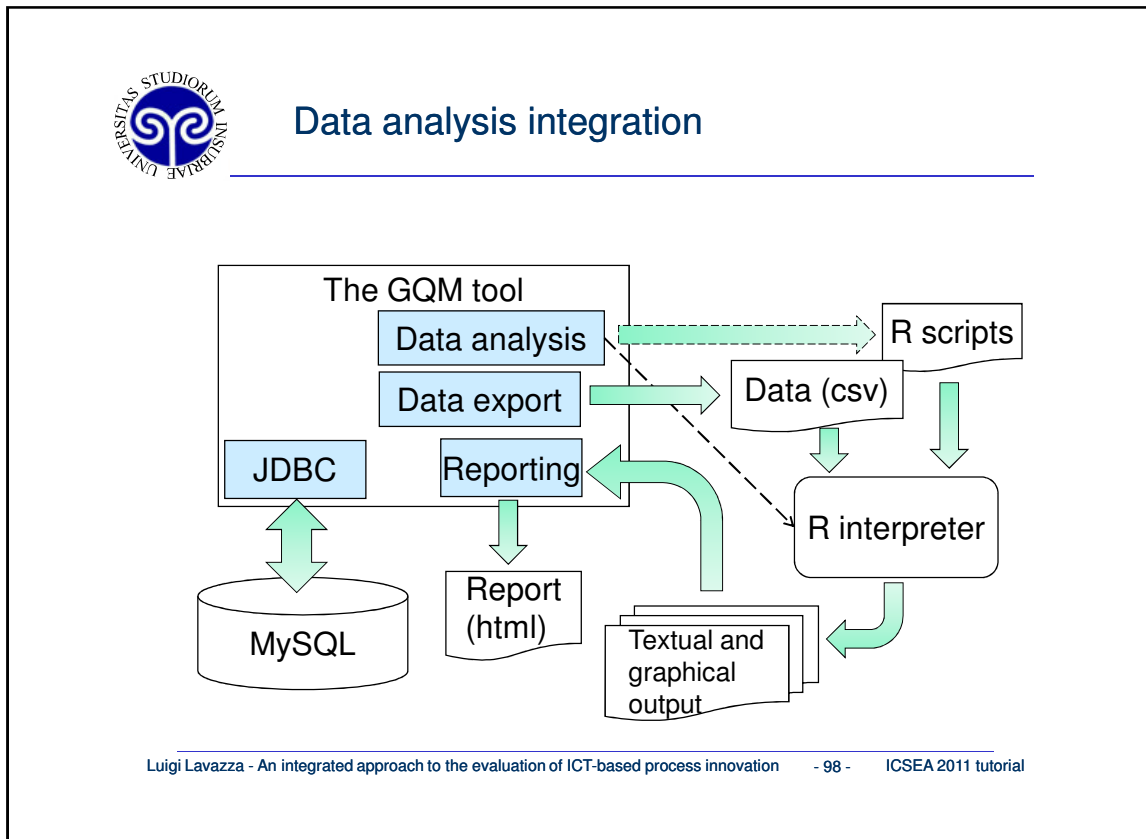 UNIVERSITAS STUDIORUM INSUBRIAE
Data analysis integration
The GQM tool
Data analysis
R scripts
Data export
Data (csv)
JDBC
Reporting
R interpreter
Report
(html)
MySQL
Textual and
graphical
output
Luigi Lavazza - An integrated approach to the evaluation of ICT-based process innovation - 98 - ICSEA 2011 tutorial